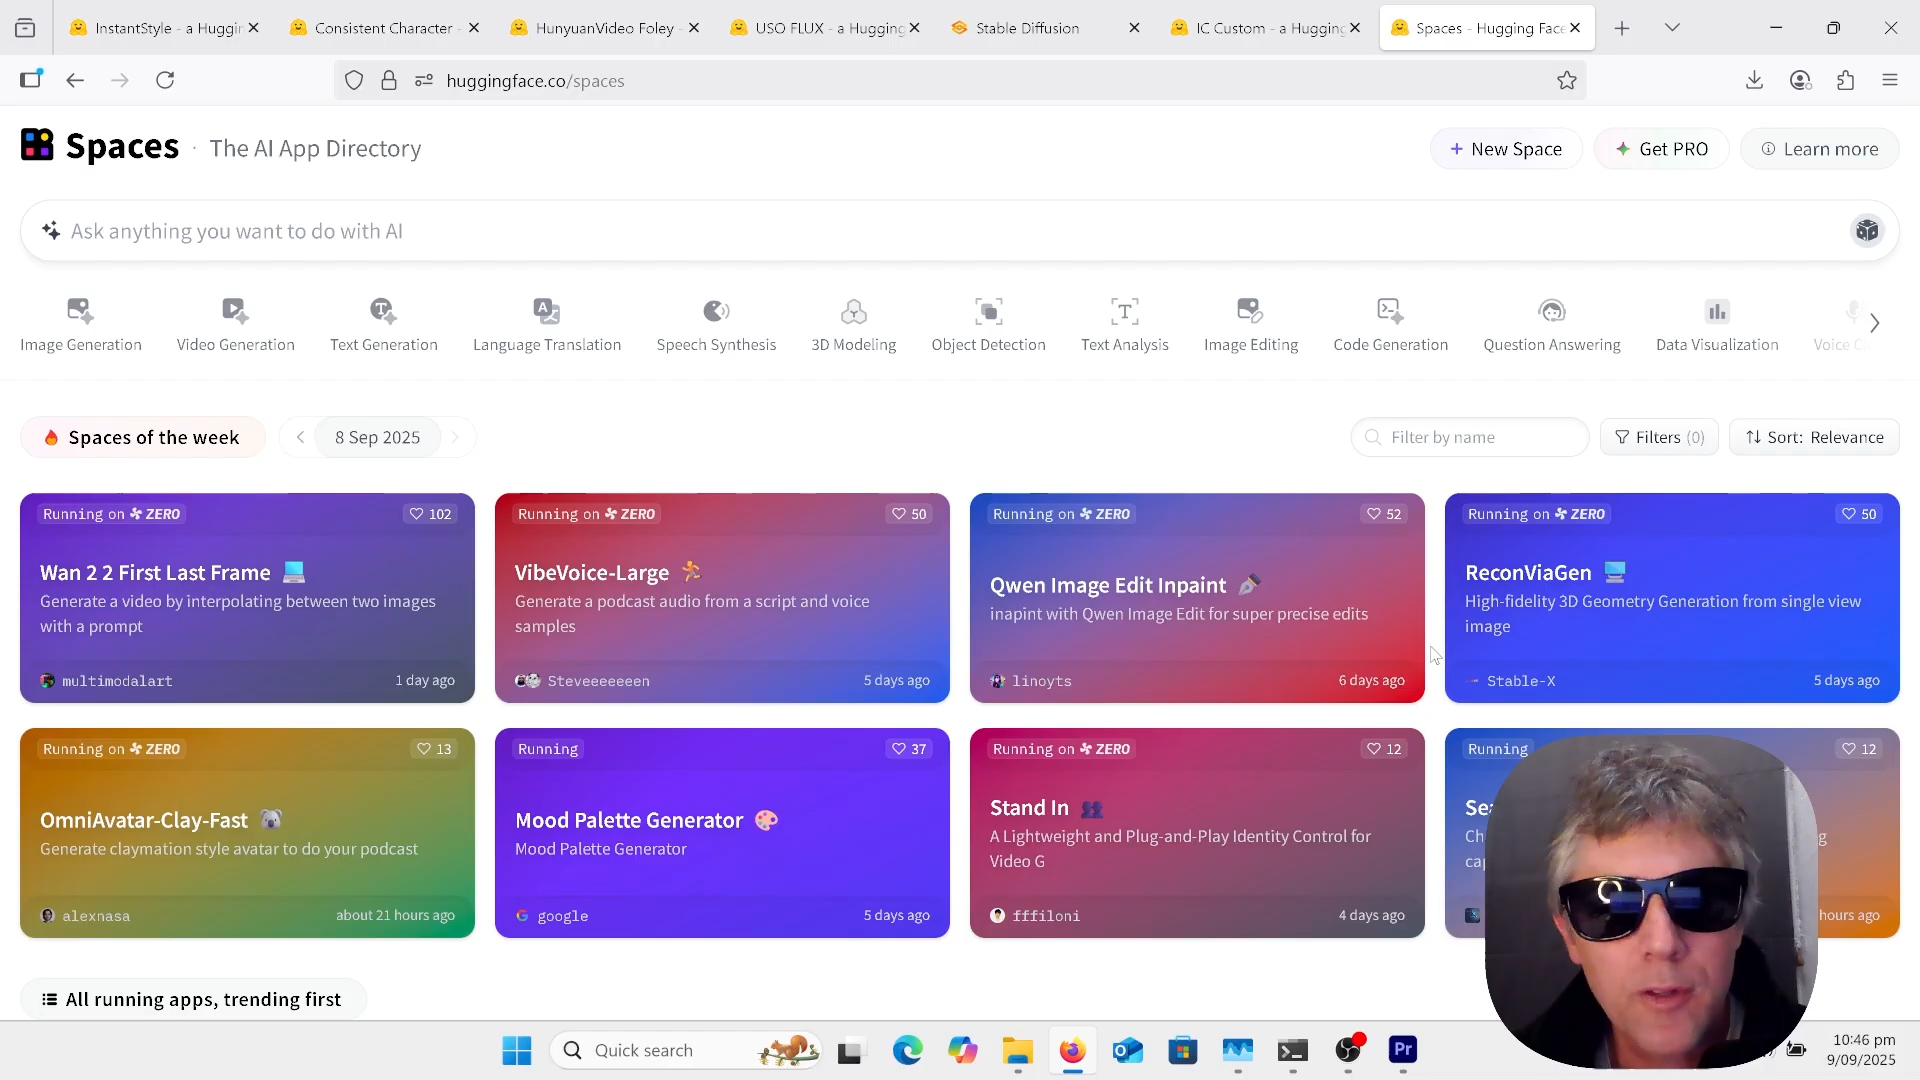 InstantStyle - a Huggin
Consistent Character -
HunyuanVideo Foley -
USO FLUX - a Hugging
Stable Diffusion
IC Custom - a Hugging
Spaces - Hugging Face
huggingface.co/spaces
Spaces · The AI App Directory
+ New Space
Get PRO
Learn more
Ask anything you want to do with AI
Image Generation
Video Generation
Text Generation
Language Translation
Speech Synthesis
3D Modeling
Object Detection
Text Analysis
Image Editing
Code Generation
Question Answering
Data Visualization
Voice
Spaces of the week
8 Sep 2025
Filter by name
Filters (0)
Sort: Relevance
Running on ZERO
102
Wan 2 2 First Last Frame
Generate a video by interpolating between two images
with a prompt
multimodalart
1 day ago
Running on ZERO
50
VibeVoice-Large
Generate a podcast audio from a script and voice
samples
Steveeeeeeen
5 days ago
Running on ZERO
52
Qwen Image Edit Inpaint
inapint with Qwen Image Edit for super precise edits
linoyts
6 days ago
Running on ZERO
50
ReconViaGen
High-fidelity 3D Geometry Generation from single view
image
Stable-X
5 days ago
Running on ZERO
13
OmniAvatar-Clay-Fast
Generate claymation style avatar to do your podcast
alexnasa
about 21 hours ago
Running
37
Mood Palette Generator
Mood Palette Generator
google
5 days ago
Running on ZERO
12
Stand In
A Lightweight and Plug-and-Play Identity Control for
Video G
fffiloni
4 days ago
Running
12
hours ago
All running apps, trending first
Quick search
Pr
10:46 pm
9/09/2025